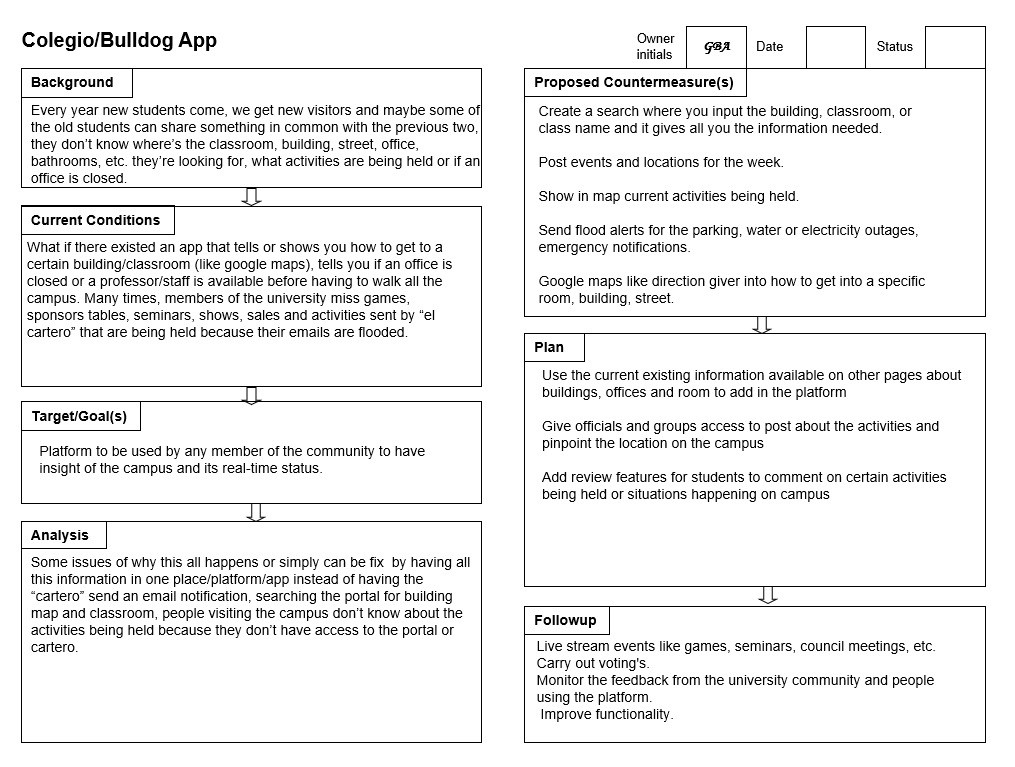 Colegio/Bulldog App
Owner
initials
GBA
Date
Status
Background
Every year new students come, we get new visitors and maybe some of
the old students can share something in common with the previous two,
they don't know where's the classroom, building, street, office,
bathrooms, etc. they're looking for, what activities are being held or if an
office is closed.
Current Conditions
What if there existed an app that tells or shows you how to get to a
certain building/classroom (like google maps), tells you if an office is
closed or a professor/staff is available before having to walk all the
campus. Many times, members of the university miss games,
sponsors tables, seminars, shows, sales and activities sent by “el
cartero” that are being held because their emails are flooded.
Target/Goal(s)
Platform to be used by any member of the community to have
insight of the campus and its real-time status.
Analysis
Some issues of why this all happens or simply can be fix  by having all
this information in one place/platform/app instead of having the
“cartero” send an email notification, searching the portal for building
map and classroom, people visiting the campus don't know about the
activities being held because they don't have access to the portal or
cartero.
Proposed Countermeasure(s)
Create a search where you input the building, classroom, or
class name and it gives all you the information needed.
Post events and locations for the week.
Show in map current activities being held.
Send flood alerts for the parking, water or electricity outages,
emergency notifications.
Google maps like direction giver into how to get into a specific
room, building, street.
Plan
Use the current existing information available on other pages about
buildings, offices and room to add in the platform
Give officials and groups access to post about the activities and
pinpoint the location on the campus
Add review features for students to comment on certain activities
being held or situations happening on campus
Followup
Live stream events like games, seminars, council meetings, etc.
Carry out voting's.
Monitor the feedback from the university community and people
using the platform.
Improve functionality.